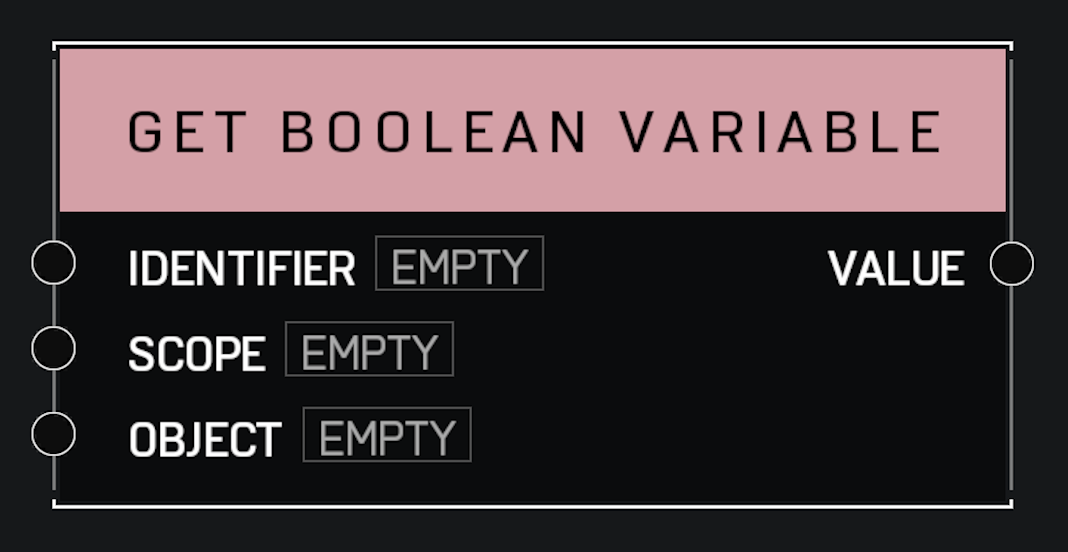 GET BOOLEAN VARIABLE
IDENTIFIER EMPTY VALUE
SCOPE EMPTY
OBJECT EMPTY